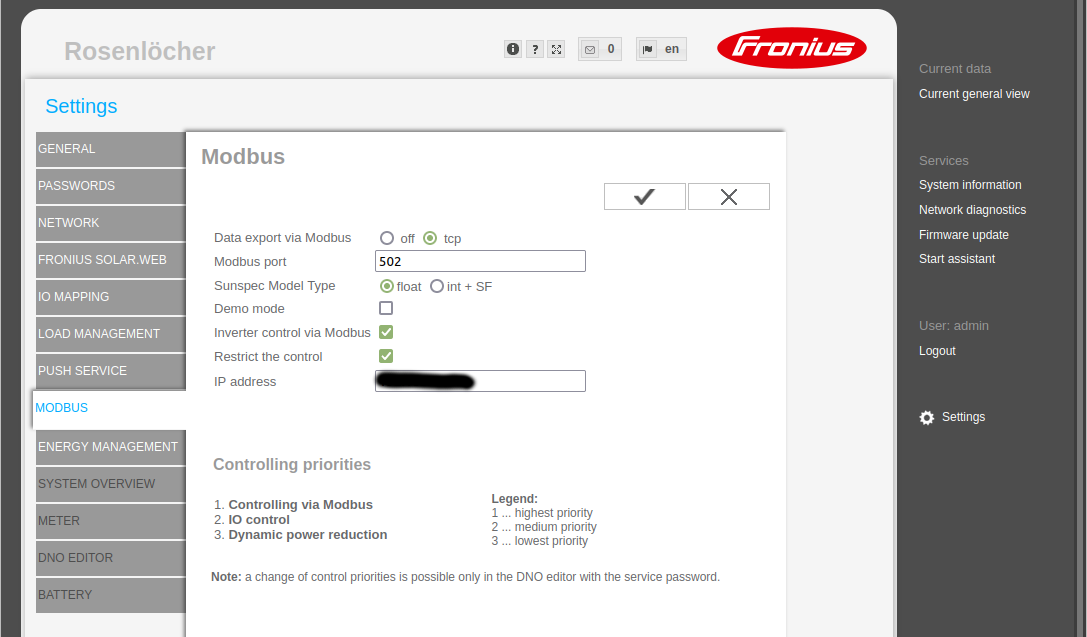 Rosenlöcher
0
en
Fronius
Settings
GENERAL
PASSWORDS
NETWORK
FRONIUS SOLAR.WEB
IO MAPPING
LOAD MANAGEMENT
PUSH SERVICE
MODBUS
ENERGY MANAGEMENT
SYSTEM OVERVIEW
METER
DNO EDITOR
BATTERY
Modbus
Data export via Modbus off tcp
Modbus port 502
Sunspec Model Type float int + SF
Demo mode
Inverter control via Modbus
Restrict the control
IP address
Controlling priorities
1. Controlling via Modbus
2. IO control
3. Dynamic power reduction
Legend:
1 ... highest priority
2 ... medium priority
3 ... lowest priority
Note: a change of control priorities is possible only in the DNO editor with the service password.
Current data
Current general view
Services
System information
Network diagnostics
Firmware update
Start assistant
User: admin
Logout
Settings